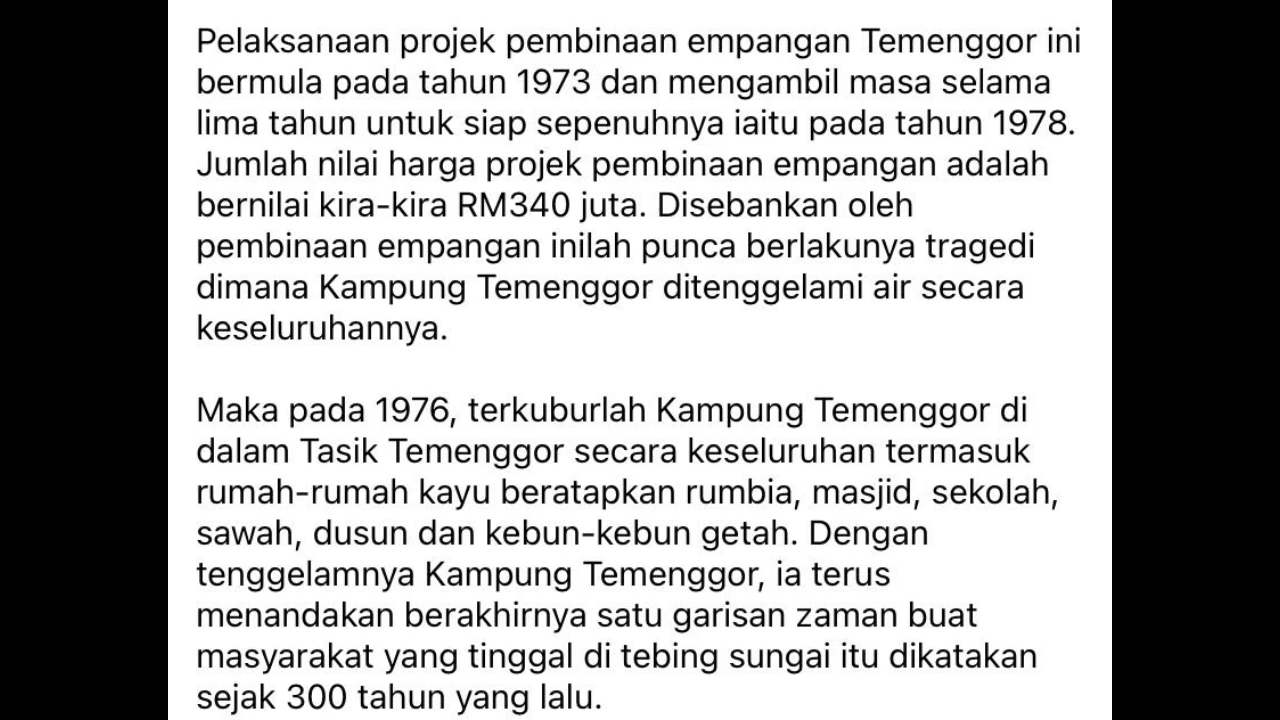 Pelaksanaan projek pembinaan empangan Temenggor ini
bermula pada tahun 1973 dan mengambil masa selama
lima tahun untuk siap sepenuhnya iaitu pada tahun 1978.
Jumlah nilai harga projek pembinaan empangan adalah
bernilai kira-kira RM340 juta. Disebankan oleh
pembinaan empangan inilah punca berlakunya tragedi
dimana Kampung Temenggor ditenggelami air secara
keseluruhannya.

Maka pada 1976, terkuburlah Kampung Temenggor di
dalam Tasik Temenggor secara keseluruhan termasuk
rumah-rumah kayu beratapkan rumbia, masjid, sekolah,
sawah, dusun dan kebun-kebun getah. Dengan
tenggelamnya Kampung Temenggor, ia terus
menandakan berakhirnya satu garisan zaman buat
masyarakat yang tinggal di tebing sungai itu dikatakan
sejak 300 tahun yang lalu.